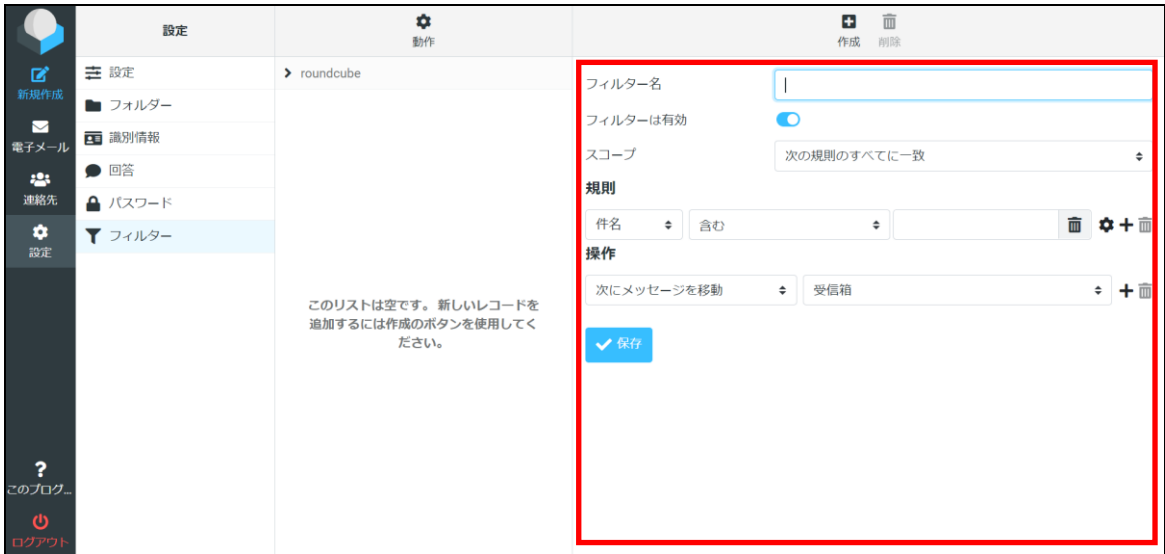 新規作成
電子メール
連絡先
設定
このプログ...
ログアウト
設定
設定
フォルダー
識別情報
回答
パスワード
フィルター
動作
roundcube
このリストは空です。 新しいレコードを
追加するには作成のボタンを使用してく
ださい。
作成 削除
フィルター名
フィルターは有効
スコープ 次の規則のすべてに一致
規則
件名 含む
操作
次にメッセージを移動 受信箱
保存